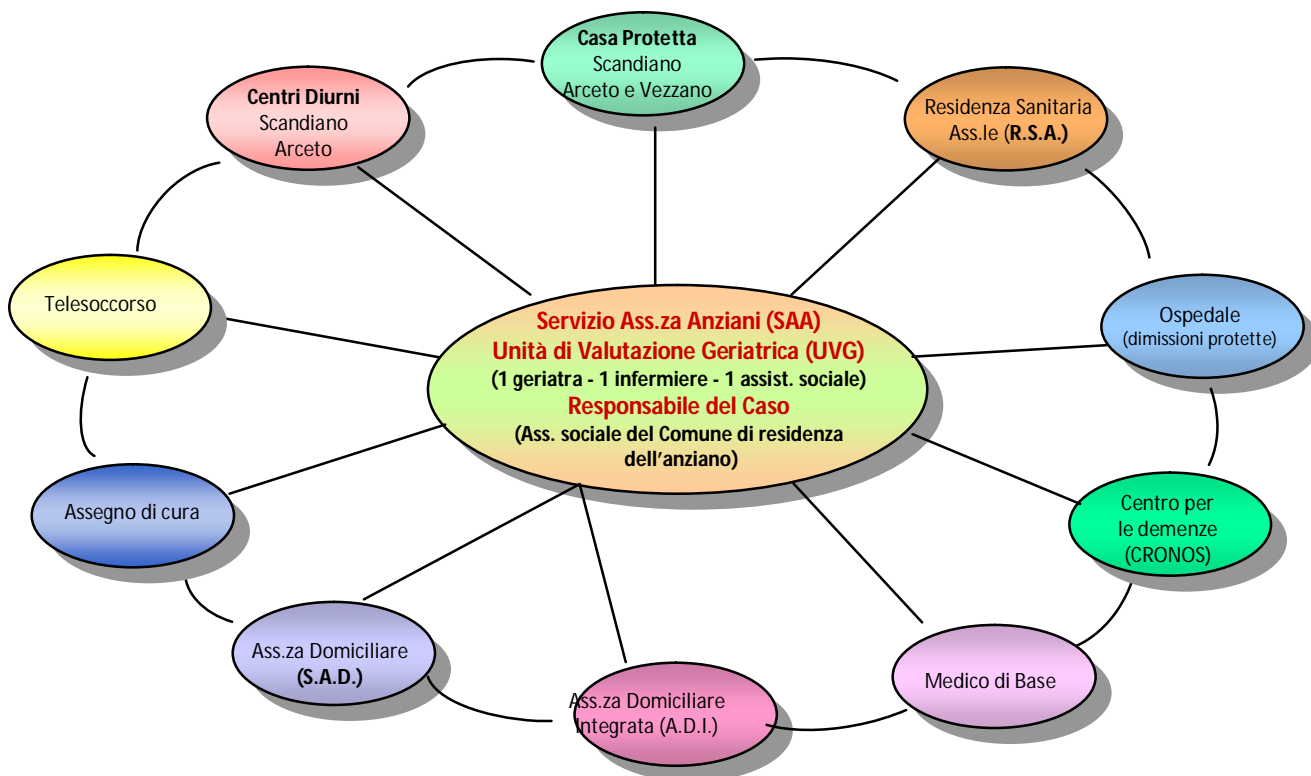 Casa Protetta
Scandiano
Arceto e Vezzano
Centri Diurni
Scandiano
Arceto
Residenza Sanitaria
Ass.le (R.S.A.)
Telesoccorso
Ospedale
(dimissioni protette)
Servizio Ass.za Anziani (SAA)
Unità di Valutazione Geriatrica (UVG)
(1 geriatra - 1 infermiere - 1 assist. sociale)
Responsabile del Caso
(Ass. sociale del Comune di residenza
dell'anziano)
Assegno di cura
Centro per
le demenze
(CRONOS)
Ass.za Domiciliare
(S.A.D.)
Ass.za Domiciliare
Integrata (A.D.I.)
Medico di Base